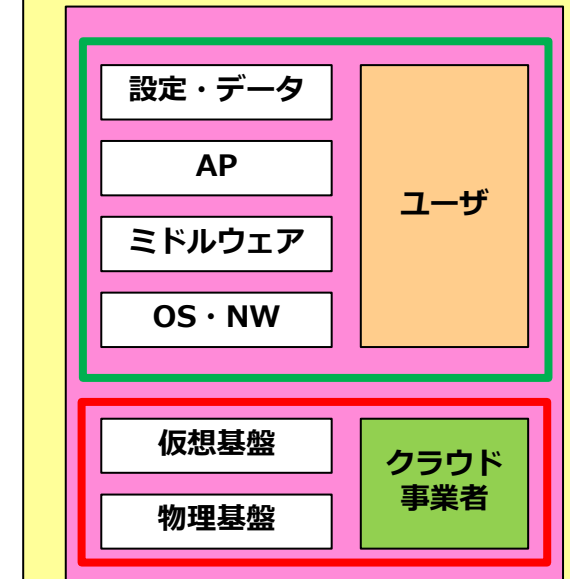 設定・データ
AP
ミドルウェア
OS・NW
ユーザ
仮想基盤
物理基盤
クラウド
事業者